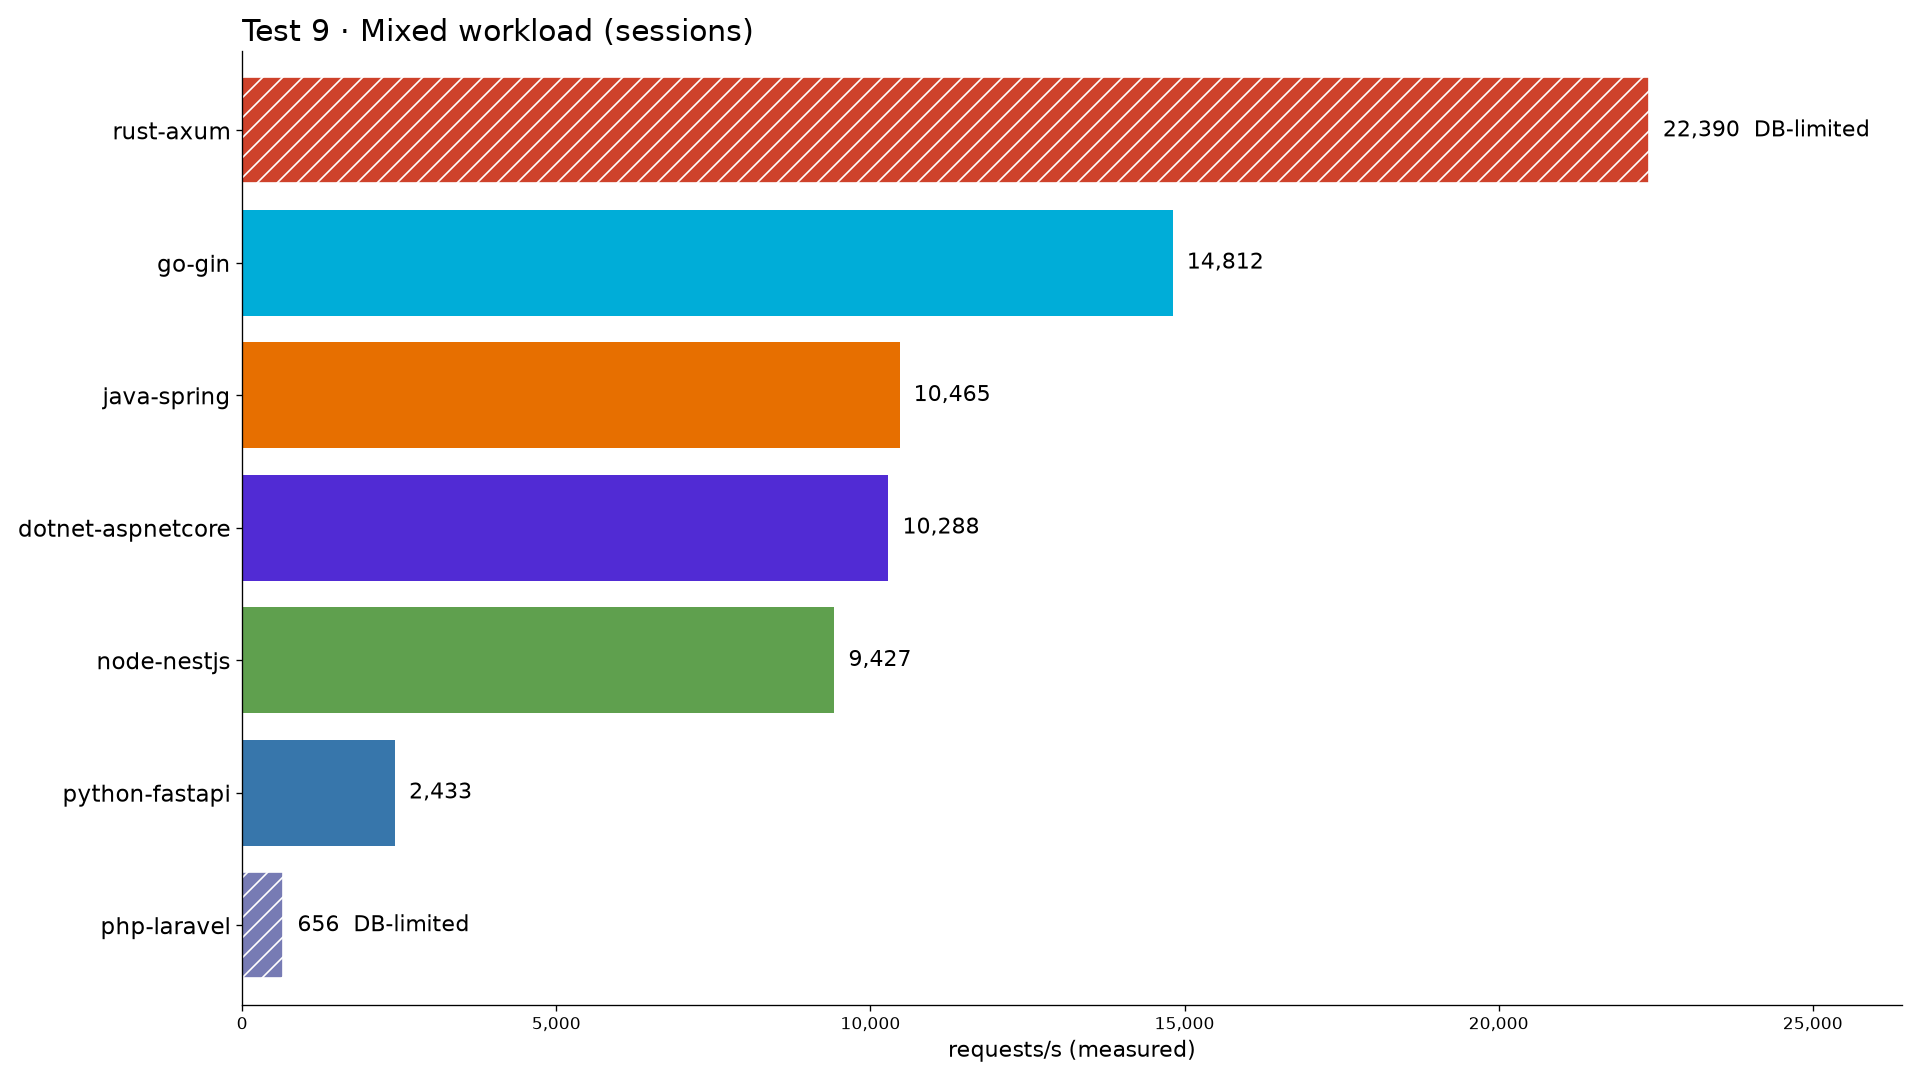 Test 9 · Mixed workload (sessions)
rust-axum 22,390 DB-limited
go-gin 14,812
java-spring 10,465
dotnet-aspnetcore 10,288
node-nestjs 9,427
python-fastapi 2,433
php-laravel 656 DB-limited
0 5,000 10,000 15,000 20,000 25,000
requests/s (measured)